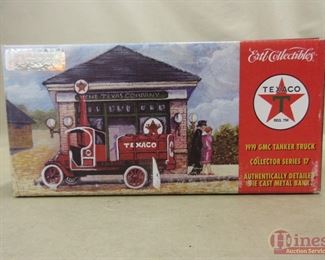 Ertl Collectibles
THE TEXAS COMPANY
TEXACO
T
REG. TM
TEXACO
1919 GMC TANKER TRUCK
COLLECTOR SERIES 17
AUTHENTICALLY DETAILED
DIE CAST METAL BANK
Hines
Auction Service